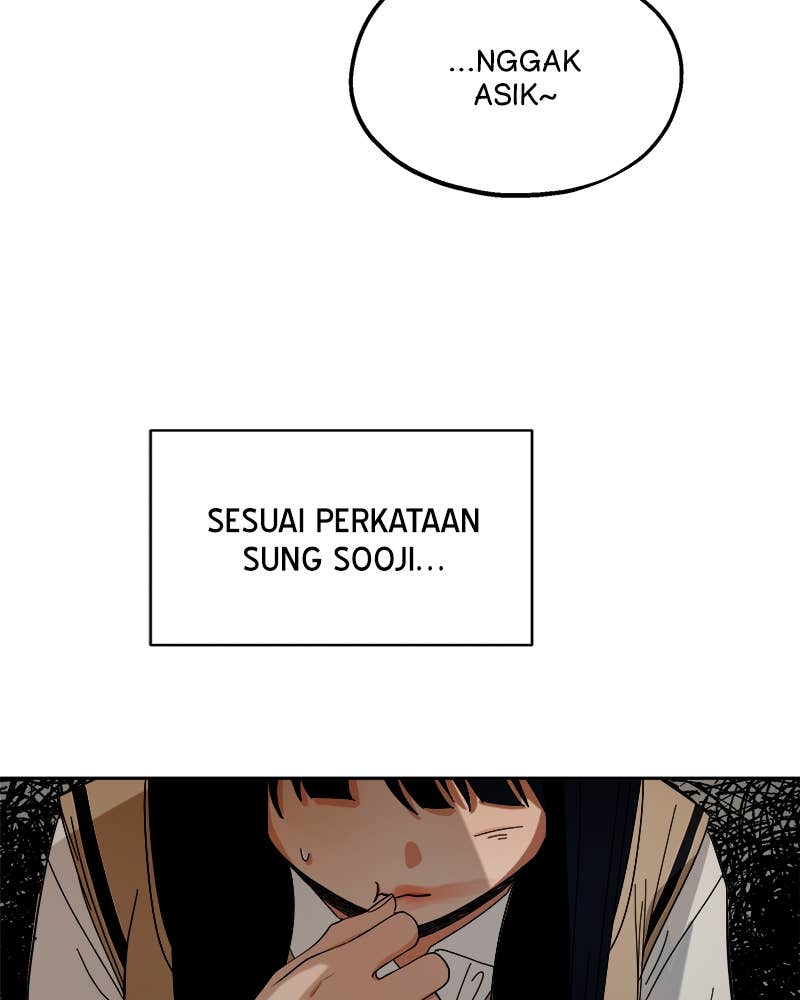 ...NGGAK
ASIK~
SESUAI PERKATAAN
SUNG SOOJI...